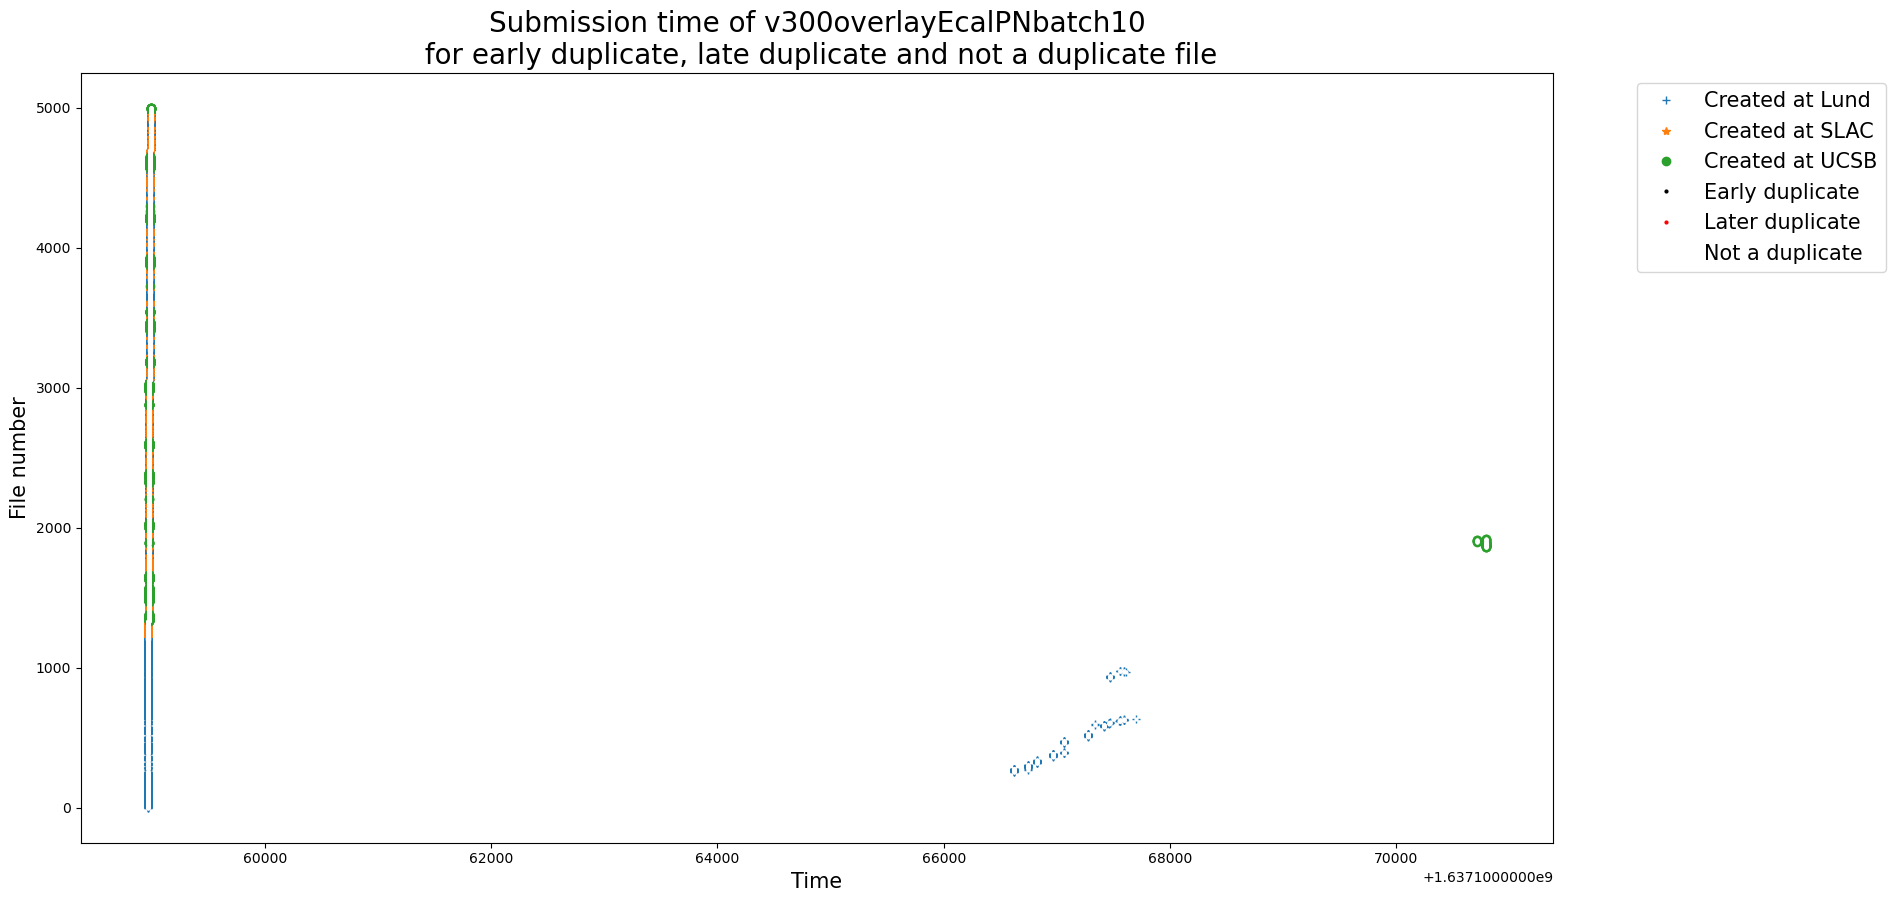 Submission time of v300overlayEcalPNbatch10
for early duplicate, late duplicate and not a duplicate file
Created at Lund
Created at SLAC
Created at UCSB
Early duplicate
Later duplicate
Not a duplicate
File number
5000
4000
3000
2000
1000
0
60000
62000
64000
66000
68000
70000
Time
+1.6371000000e9